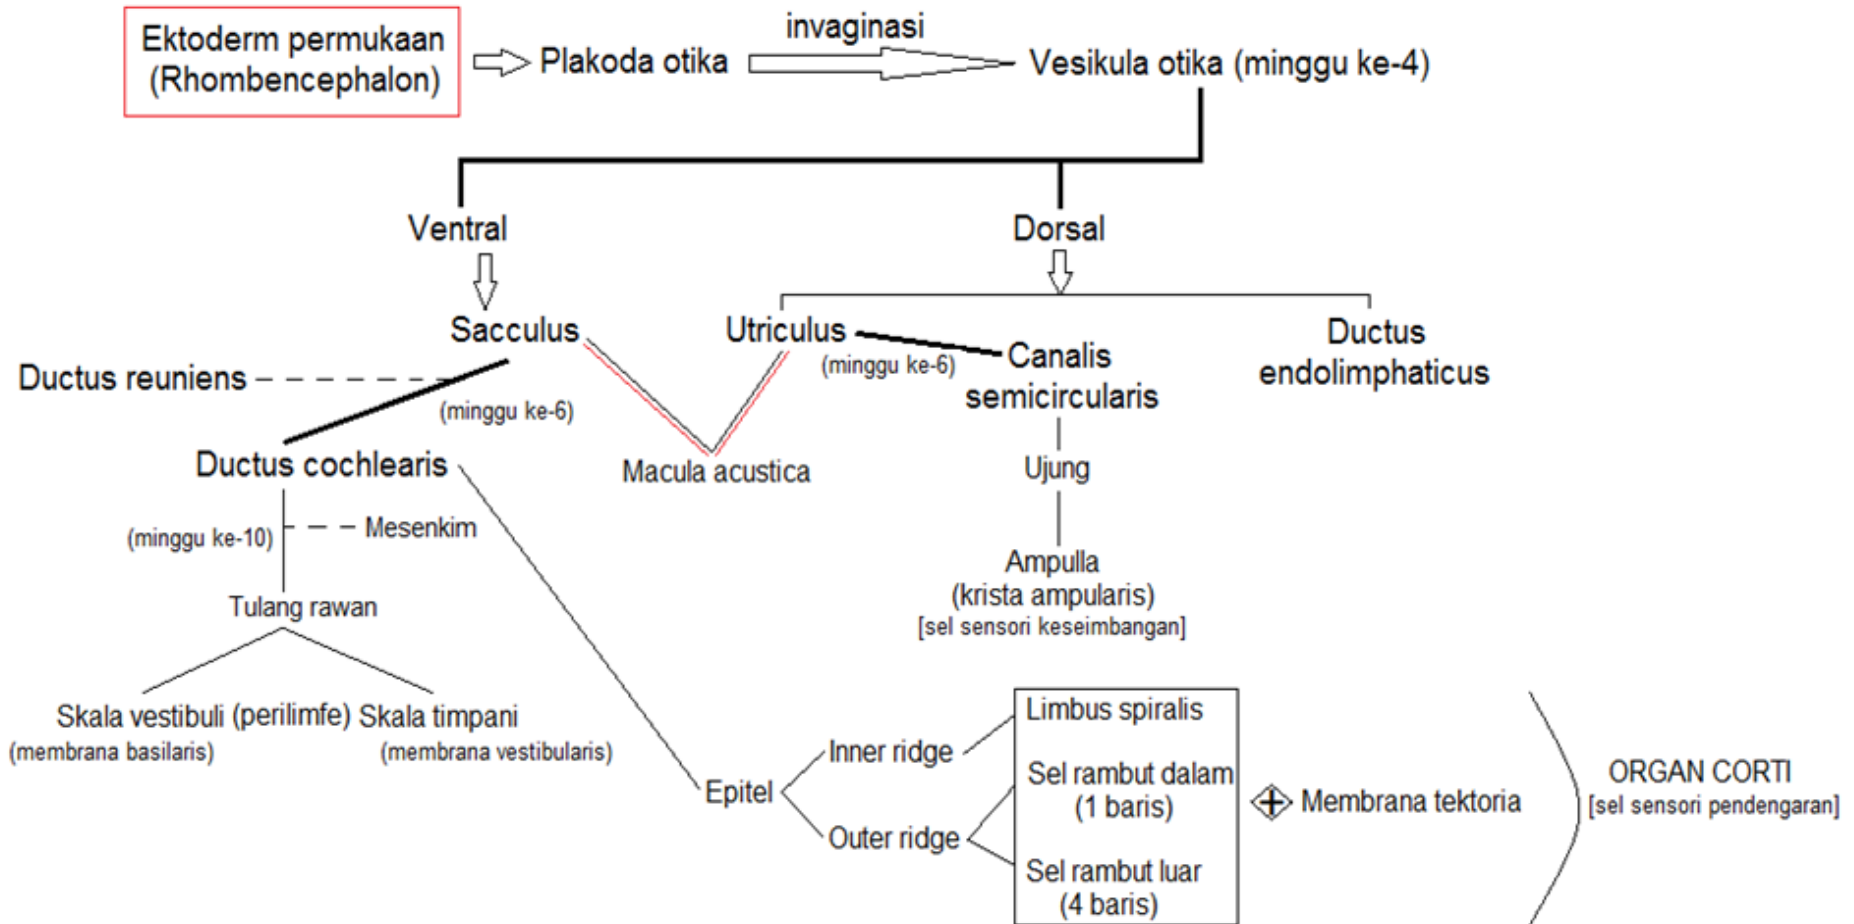 invaginasi
Ektoderm permukaan
(Rhombencephalon)
Plakoda otika
Vesikula otika (minggu ke-4)
Ventral
Dorsal
Sacculus
Utriculus
(minggu ke-6)
Canalis
semicircularis
Ductus
endolimphaticus
Ductus reuniens
(minggu ke-6)
Ductus cochlearis
Macula acustica
Ujung
(minggu ke-10)
Mesenkim
Ampulla
(krista ampularis)
[sel sensori keseimbangan]
Tulang rawan
Skala vestibuli (perilimfe) Skala timpani
(membrana basilaris)
(membrana vestibularis)
Epitel
Inner ridge
Outer ridge
Limbus spiralis
Sel rambut dalam
(1 baris)
Sel rambut luar
(4 baris)
Membrana tektoria
ORGAN CORTI
[sel sensori pendengaran]